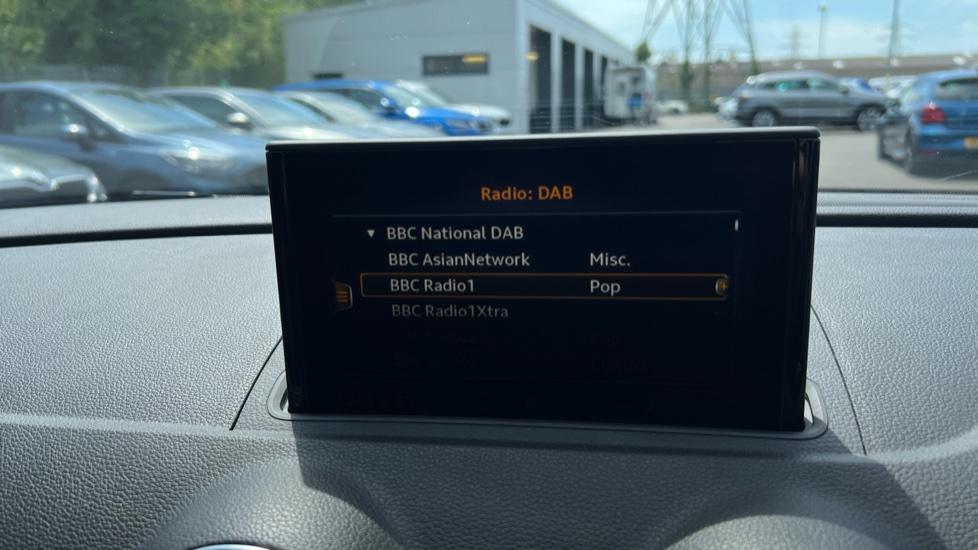 Radio: DAB
BBC National DAB
BBC AsianNetwork Misc.
BBC Radio1 Pop
BBC Radio1Xtra